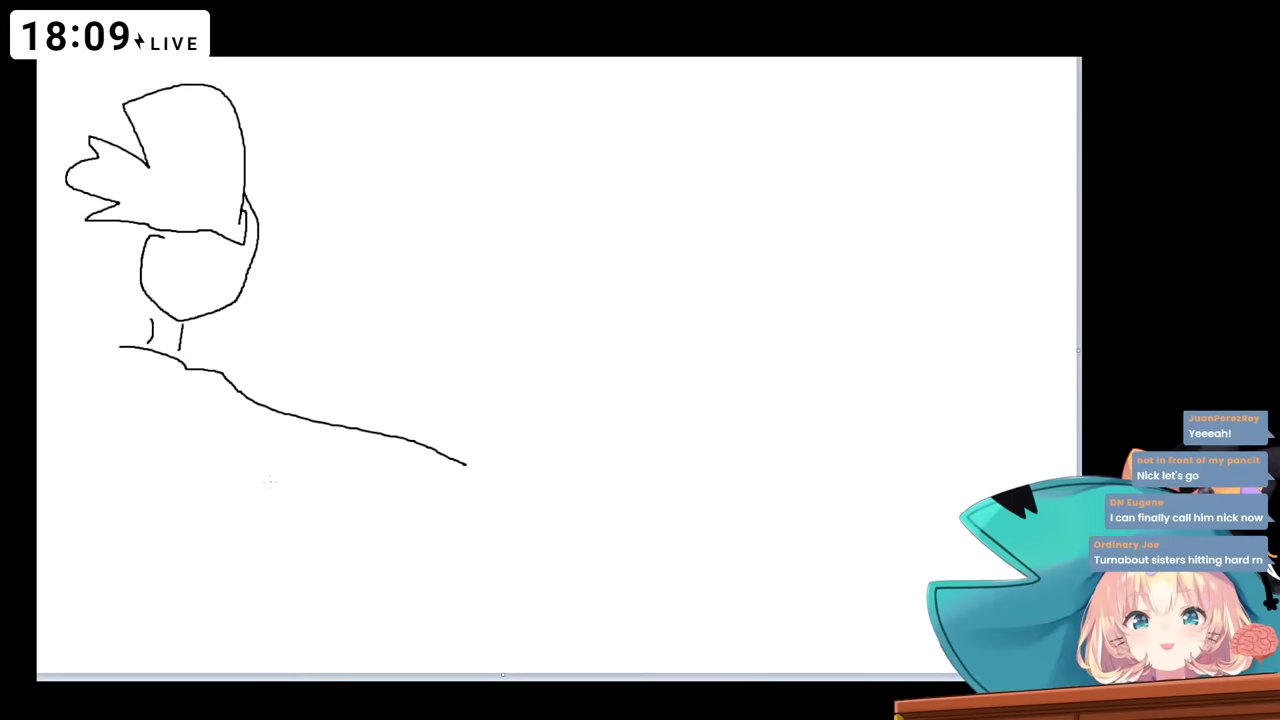 18:09 LIVE
JuanPerezRey
Yeeeah!
not in front of my pancit
Nick let's go
DN Eugene
I can finally call him nick now
Ordinary Joe
Turnabout sisters hitting hard rn